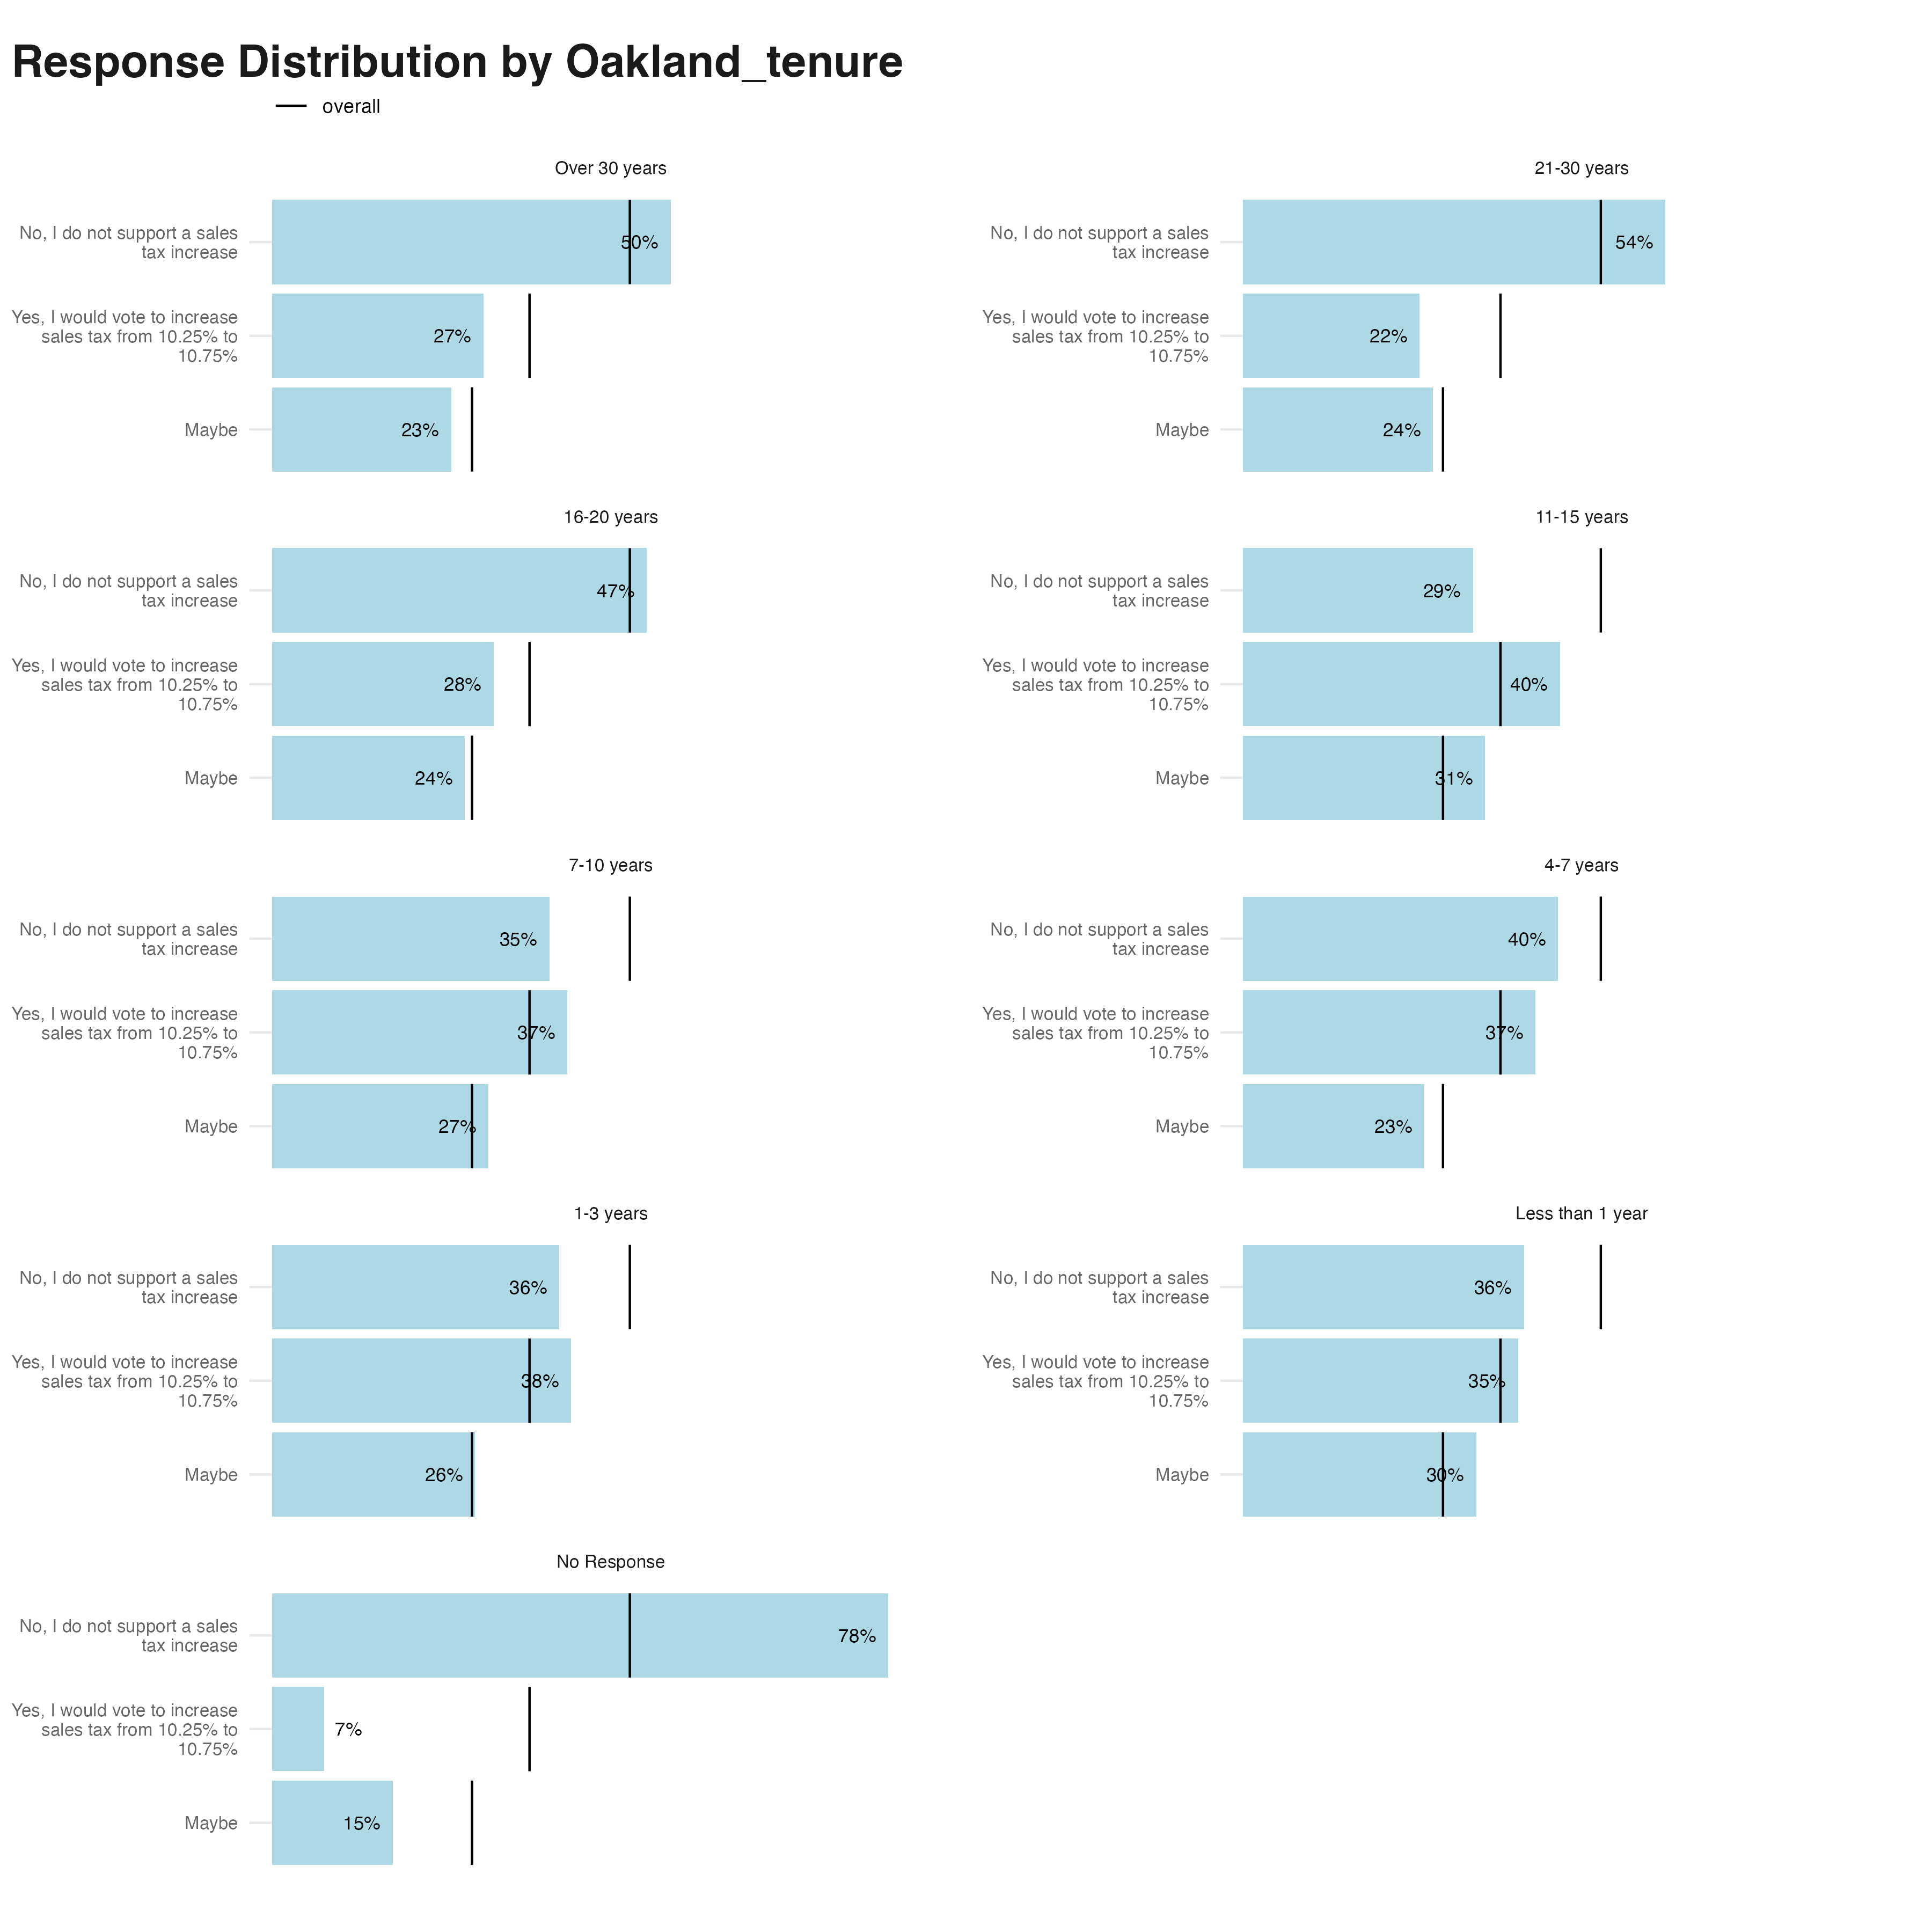 Response Distribution by Oakland_tenure
overall
Over 30 years
No, I do not support a sales
tax increase
50%
Yes, I would vote to increase
sales tax from 10.25% to
10.75%
27%
Maybe
23%
21-30 years
No, I do not support a sales
tax increase
54%
Yes, I would vote to increase
sales tax from 10.25% to
10.75%
22%
Maybe
24%
16-20 years
No, I do not support a sales
tax increase
47%
Yes, I would vote to increase
sales tax from 10.25% to
10.75%
28%
Maybe
24%
11-15 years
No, I do not support a sales
tax increase
29%
Yes, I would vote to increase
sales tax from 10.25% to
10.75%
40%
Maybe
31%
7-10 years
No, I do not support a sales
tax increase
35%
Yes, I would vote to increase
sales tax from 10.25% to
10.75%
37%
Maybe
27%
4-7 years
No, I do not support a sales
tax increase
40%
Yes, I would vote to increase
sales tax from 10.25% to
10.75%
37%
Maybe
23%
1-3 years
No, I do not support a sales
tax increase
36%
Yes, I would vote to increase
sales tax from 10.25% to
10.75%
38%
Maybe
26%
Less than 1 year
No, I do not support a sales
tax increase
36%
Yes, I would vote to increase
sales tax from 10.25% to
10.75%
35%
Maybe
30%
No Response
No, I do not support a sales
tax increase
78%
Yes, I would vote to increase
sales tax from 10.25% to
10.75%
7%
Maybe
15%